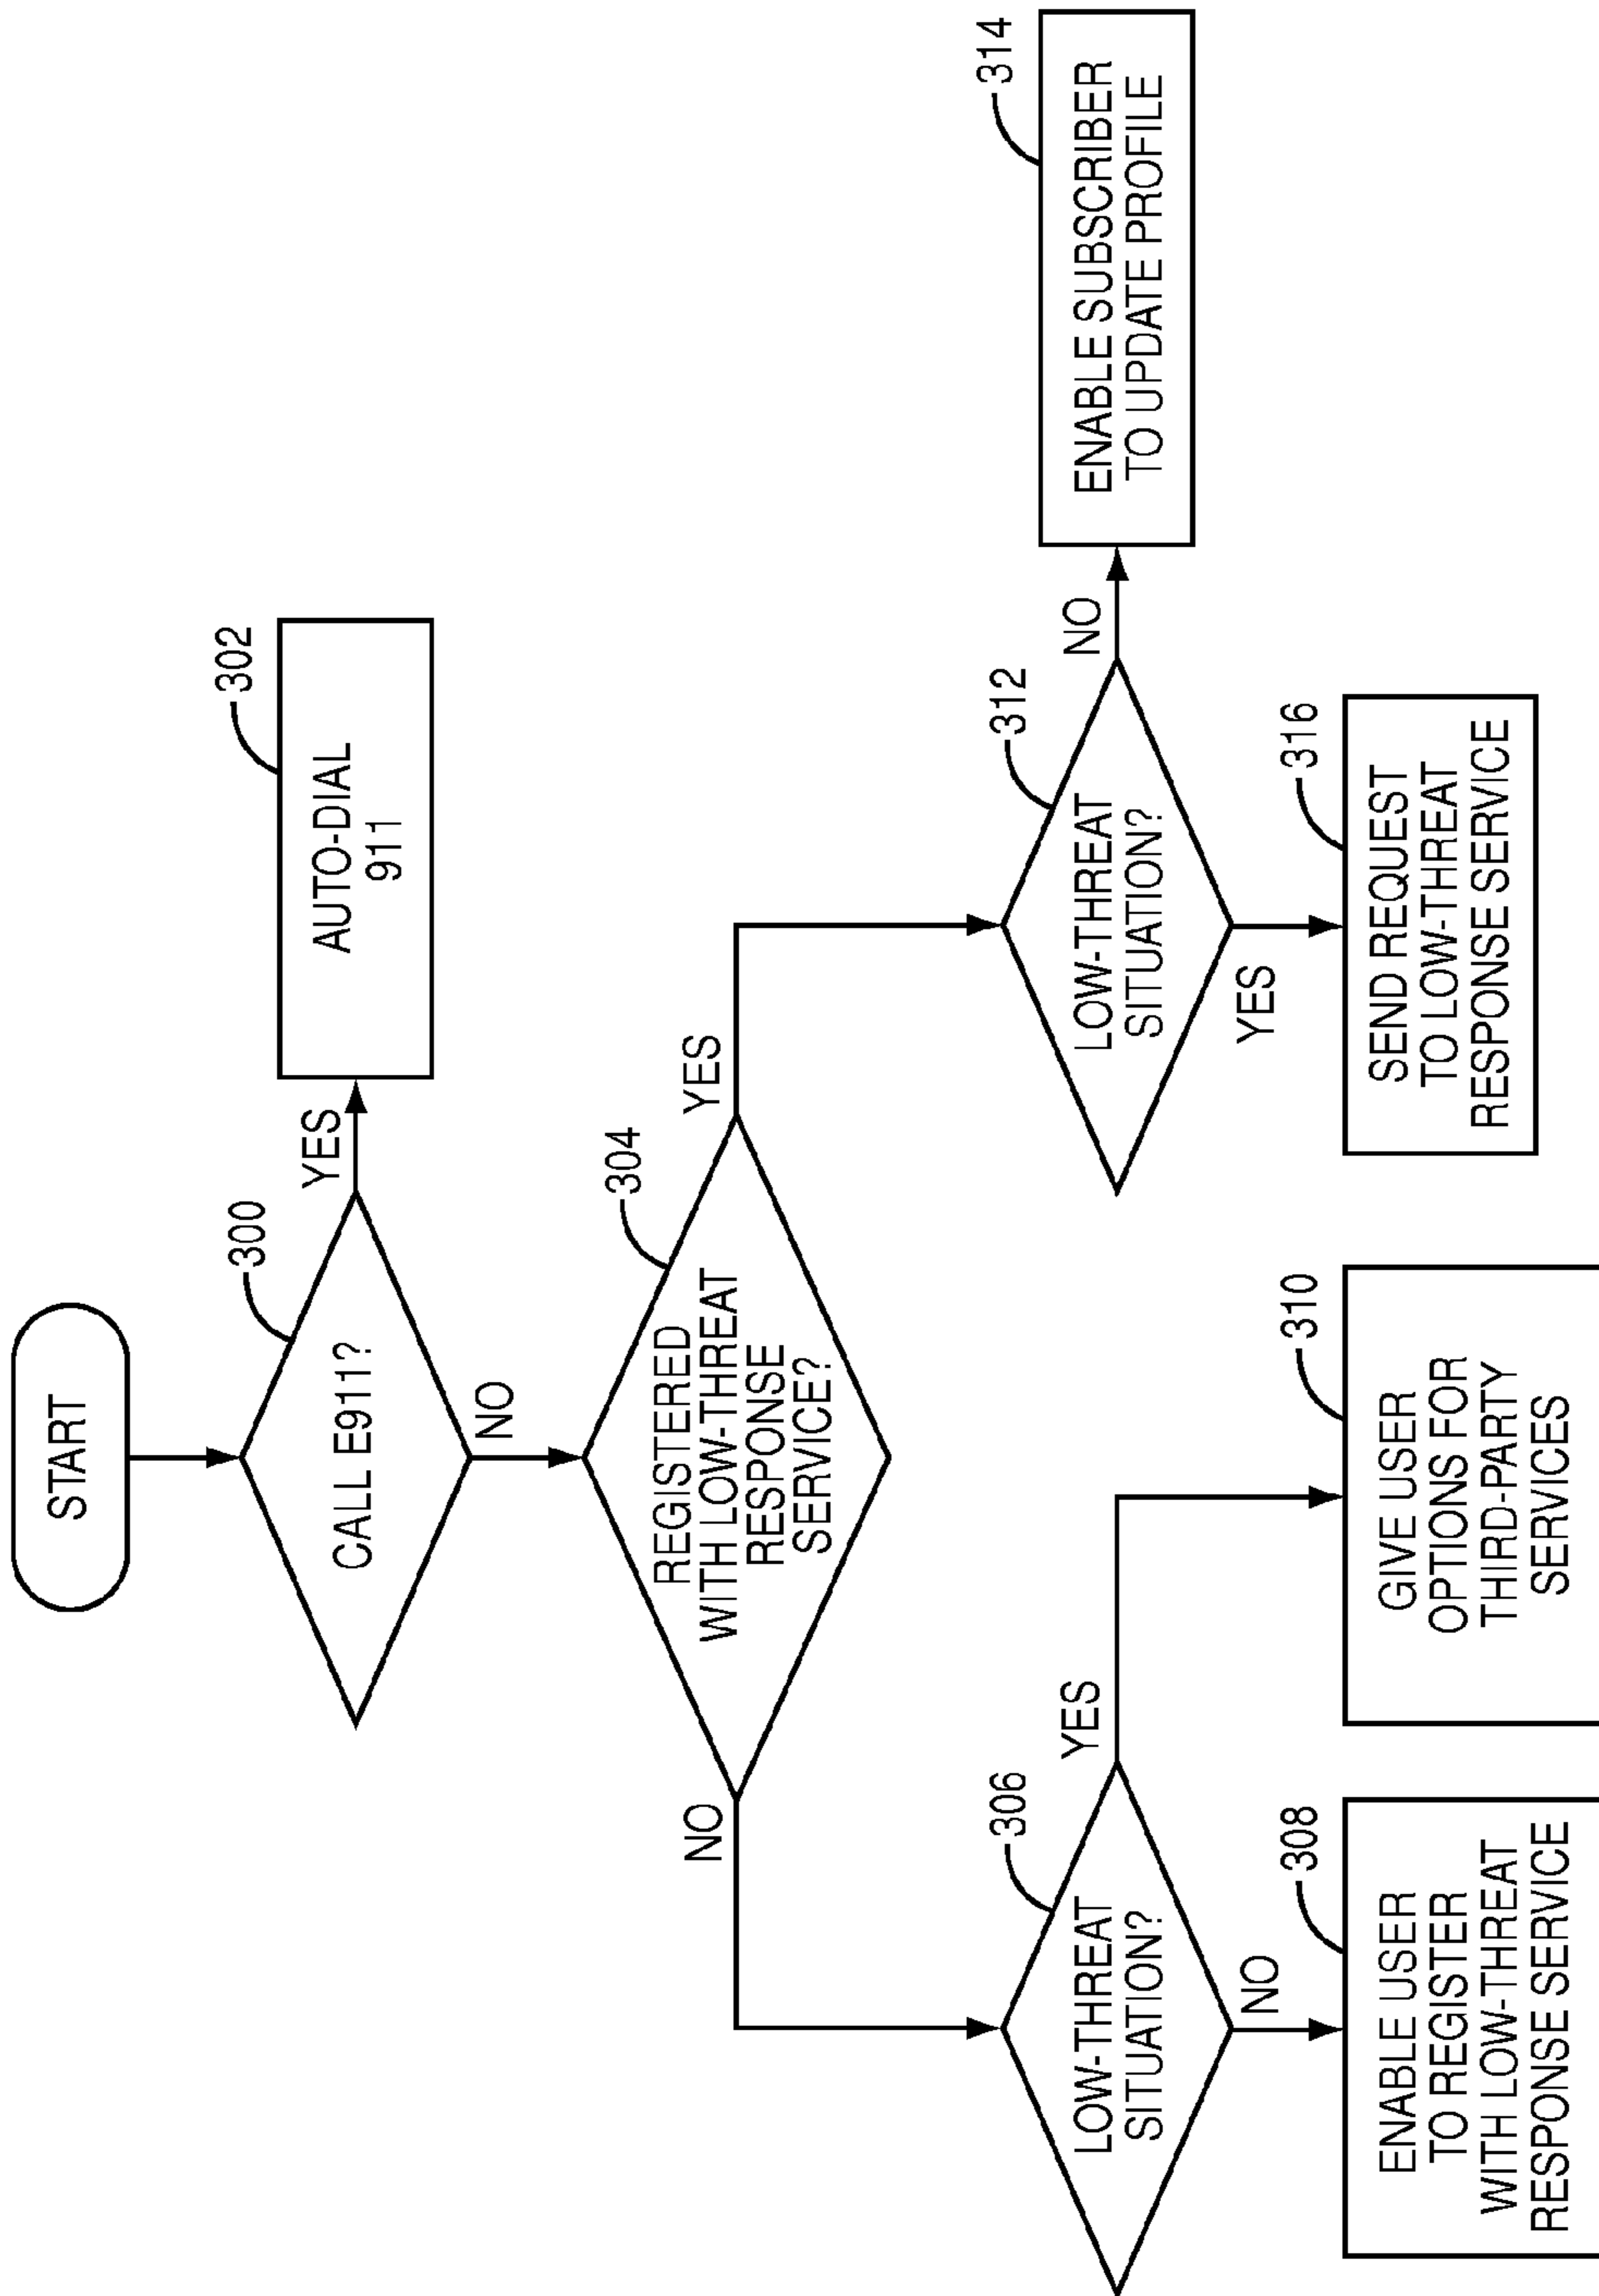 START
300
CALL E911?
YES
302
AUTO-DIAL
911
NO
304
REGISTERED
WITH LOW-THREAT
RESPONSE
SERVICE?
NO
YES
306
LOW-THREAT
SITUATION?
YES
NO
308
ENABLE USER
TO REGISTER
WITH LOW-THREAT
RESPONSE SERVICE
310
GIVE USER
OPTIONS FOR
THIRD-PARTY
SERVICES
312
LOW-THREAT
SITUATION?
NO
YES
314
ENABLE SUBSCRIBER
TO UPDATE PROFILE
316
SEND REQUEST
TO LOW-THREAT
RESPONSE SERVICE